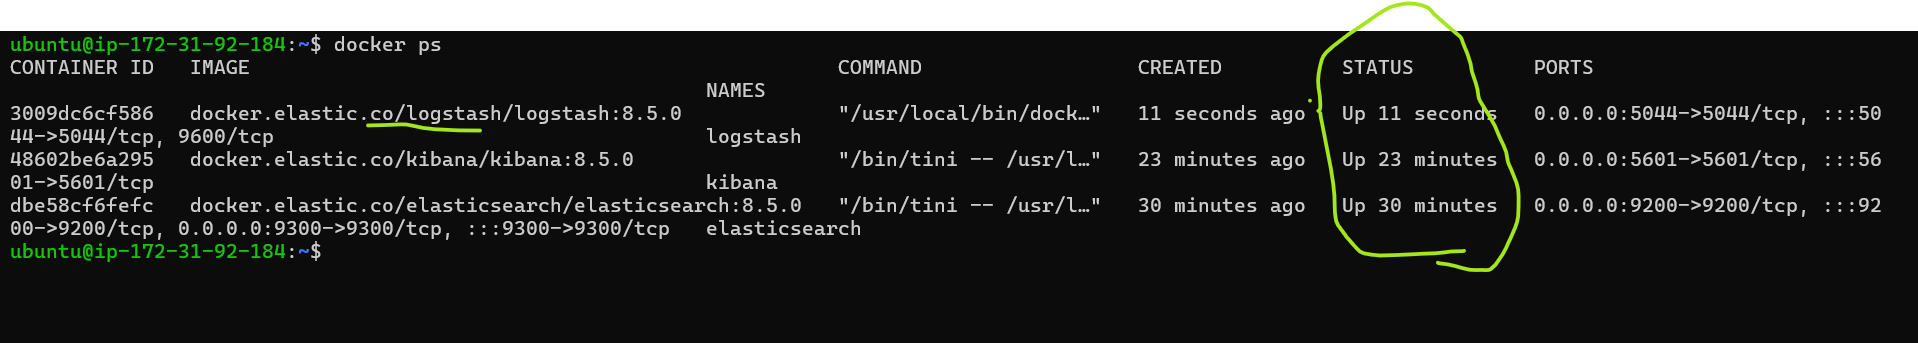 ubuntu@ip-172-31-92-184:~$ docker ps
CONTAINER ID   IMAGE                                                 COMMAND                  CREATED          STATUS          PORTS
                                                          NAMES
3009dc6cf586   docker.elastic.co/logstash/logstash:8.5.0             "/usr/local/bin/dock…"   11 seconds ago   Up 11 seconds   0.0.0.0:5044->5044/tcp, :::50
44->5044/tcp, 9600/tcp                                    logstash
48602be6a295   docker.elastic.co/kibana/kibana:8.5.0                 "/bin/tini -- /usr/l…"   23 minutes ago   Up 23 minutes   0.0.0.0:5601->5601/tcp, :::56
01->5601/tcp                                              kibana
dbe58cf6fefc   docker.elastic.co/elasticsearch/elasticsearch:8.5.0   "/bin/tini -- /usr/l…"   30 minutes ago   Up 30 minutes   0.0.0.0:9200->9200/tcp, :::92
00->9200/tcp, 0.0.0.0:9300->9300/tcp, :::9300->9300/tcp   elasticsearch
ubuntu@ip-172-31-92-184:~$